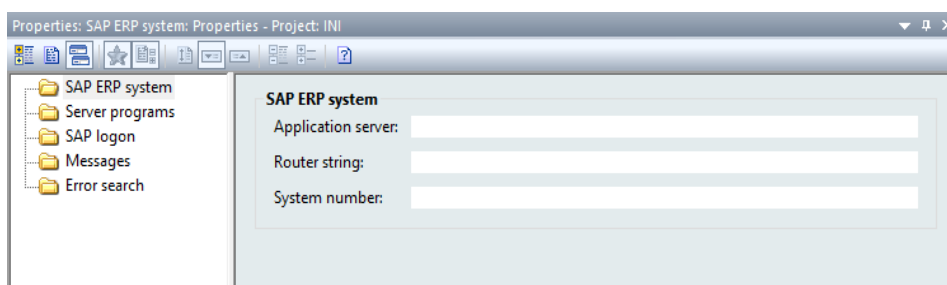 Properties: SAP ERP system: Properties - Project: INI
SAP ERP system
Server programs
SAP logon
Messages
Error search
SAP ERP system
Application server:
Router string:
System number: